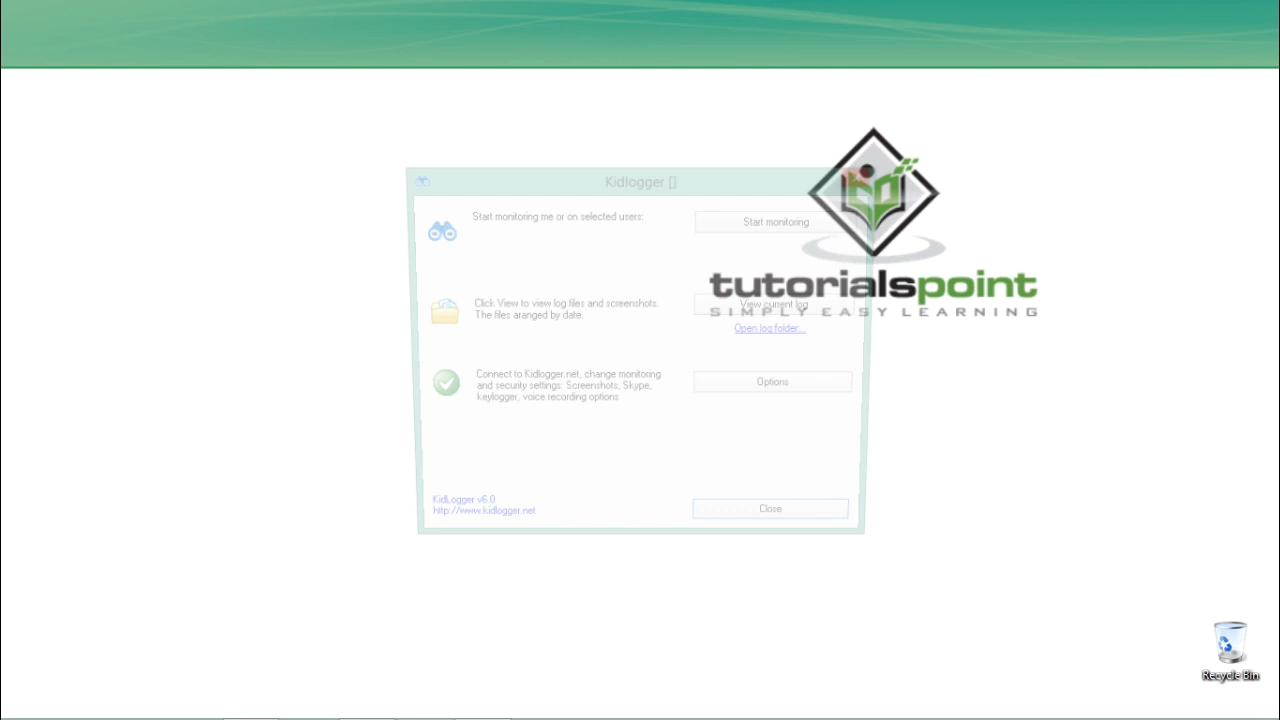 Kidlogger []
Start monitoring me or on selected users:
Start monitoring
tutorialspoint
SIMPLY EASY LEARNING
Click View to view log files and screenshots.
The files aranged by date.
View current log
Open log folder...
Connect to Kidlogger.net, change monitoring
and security settings: Screenshots, Skype,
keylogger, voice recording options
Options
KidLogger v6.0
http://www.kidlogger.net
Close
Recycle Bin